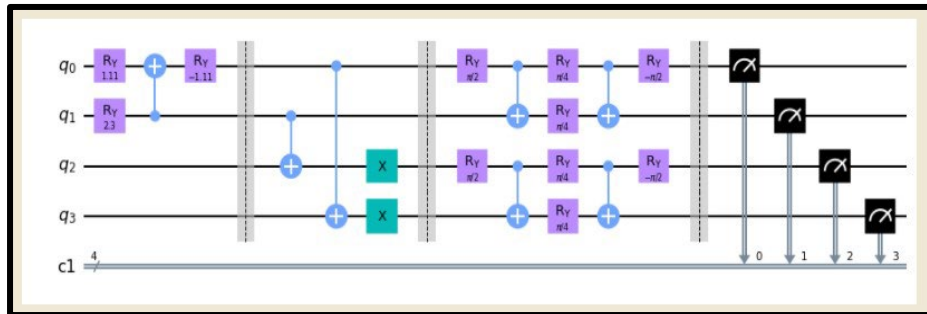 q0 RY 1.11 RY −1.11 RY π/2 RY π/4 RY −π/2
q1 RY 2.3 RY π/4
q2 X RY π/2 RY π/4 RY −π/2
q3 X RY π/4
c1 4 0 1 2 3